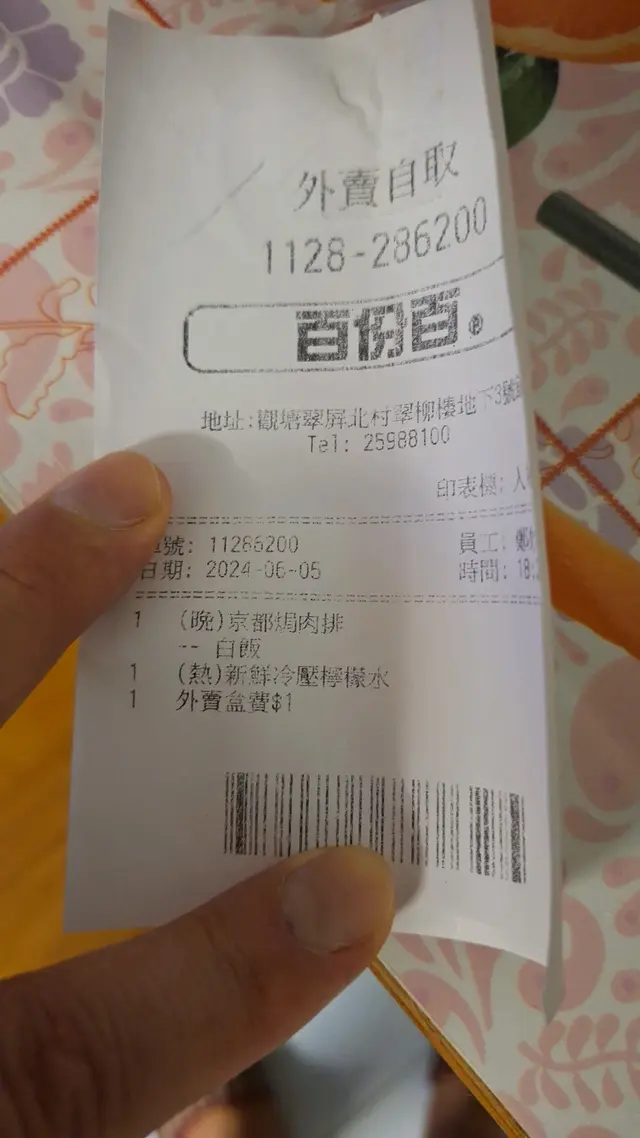 外賣自取
1128-286200
百份百®
地址:觀塘翠屏北村翠柳樓地下3號
Tel: 25988100
印表機: 人
號: 11286200 員工:
日期: 2024-06-05 時間: 18:
1 (晚)京都焗肉排
-- 白飯
1 (熱)新鮮冷壓檸檬水
1 外賣盒費$1